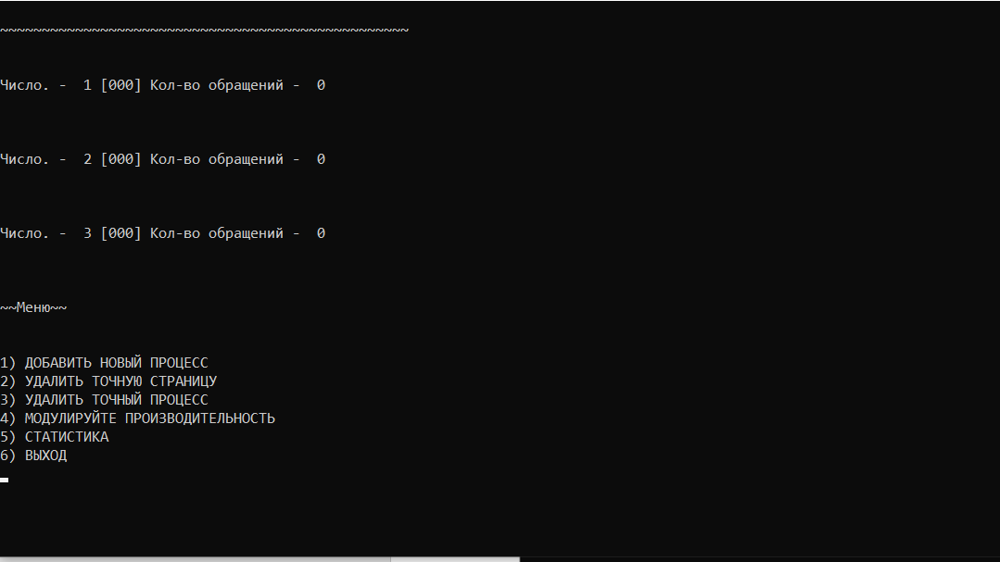 ~~~~~~~~~~~~~~~~~~~~~~~~~~~~~~~~~~~~~~~~~~~~~~~~~
Число. -  1 [000] Кол-во обращений -  0
Число. -  2 [000] Кол-во обращений -  0
Число. -  3 [000] Кол-во обращений -  0
~~Меню~~
1) ДОБАВИТЬ НОВЫЙ ПРОЦЕСС
2) УДАЛИТЬ ТОЧНУЮ СТРАНИЦУ
3) УДАЛИТЬ ТОЧНЫЙ ПРОЦЕСС
4) МОДУЛИРУЙТЕ ПРОИЗВОДИТЕЛЬНОСТЬ
5) СТАТИСТИКА
6) ВЫХОД